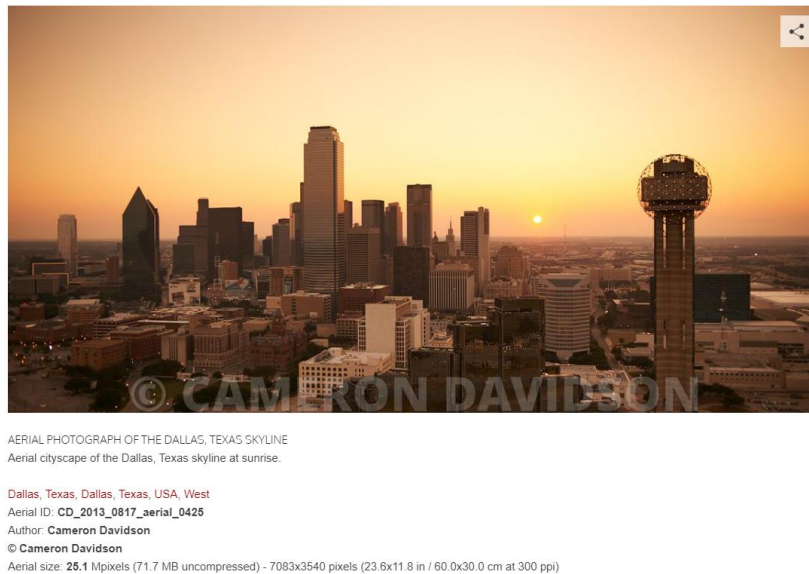 © CAMERON DAVIDSON
AERIAL PHOTOGRAPH OF THE DALLAS, TEXAS SKYLINE
Aerial cityscape of the Dallas, Texas skyline at sunrise.
Dallas, Texas, Dallas, Texas, USA, West
Aerial ID: CD_2013_0817_aerial_0425
Author: Cameron Davidson
© Cameron Davidson
Aerial size: 25.1 Mpixels (71.7 MB uncompressed) - 7083x3540 pixels (23.6x11.8 in / 60.0x30.0 cm at 300 ppi)